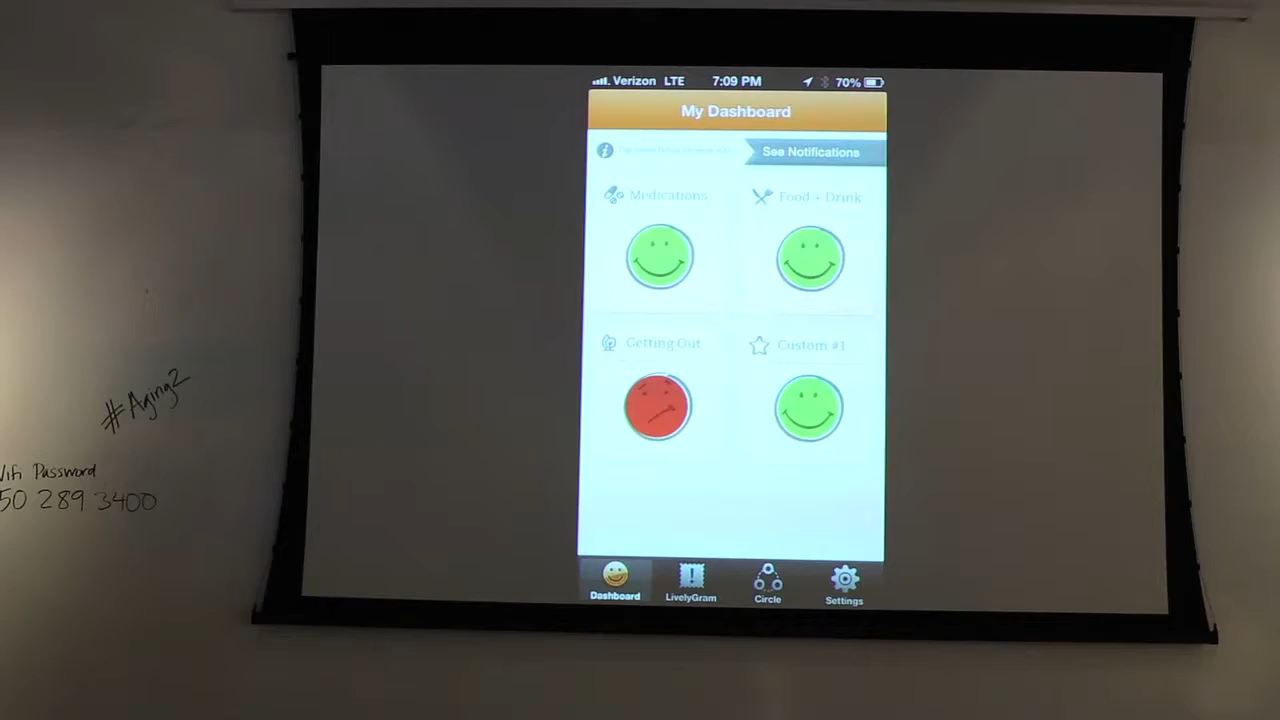 Verizon LTE 7:09 PM 70%
My Dashboard
See Notifications
Medications
Food + Drink
Getting Out
Custom #1
Dashboard
LivelyGram
Circle
Settings
#Aging2
Wifi Password
50 289 3400